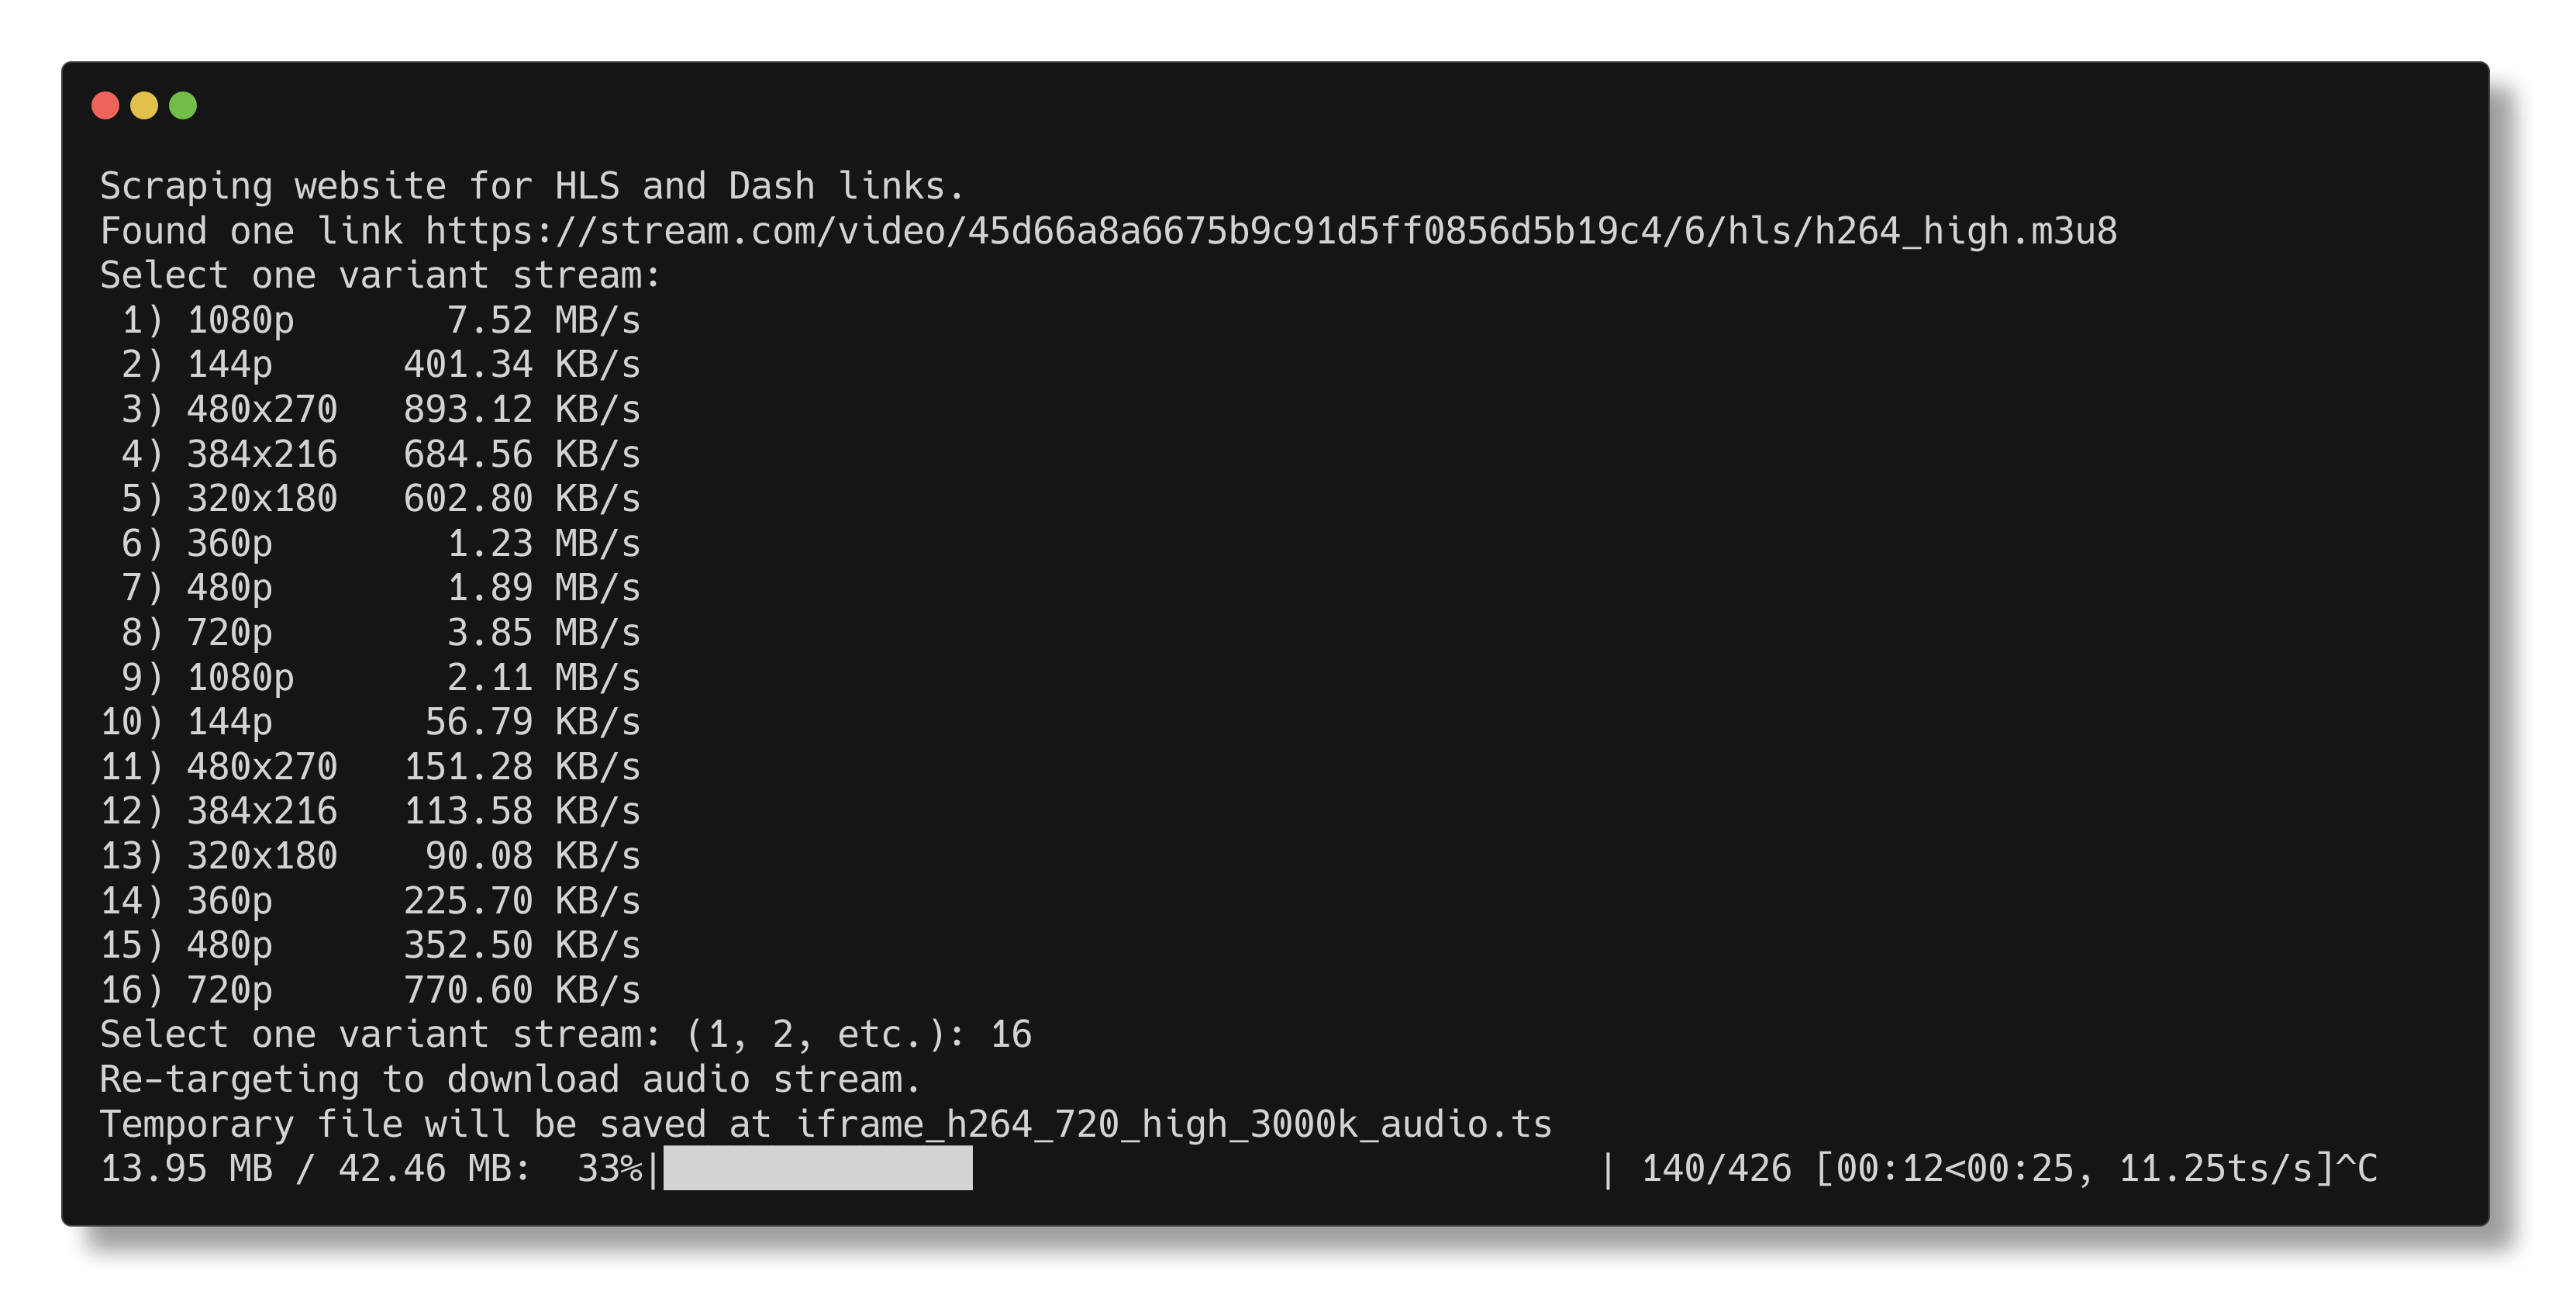 Scraping website for HLS and Dash links.
Found one link https://stream.com/video/45d66a8a6675b9c91d5ff0856d5b19c4/6/hls/h264_high.m3u8
Select one variant stream:
 1) 1080p       7.52 MB/s
 2) 144p      401.34 KB/s
 3) 480x270   893.12 KB/s
 4) 384x216   684.56 KB/s
 5) 320x180   602.80 KB/s
 6) 360p        1.23 MB/s
 7) 480p        1.89 MB/s
 8) 720p        3.85 MB/s
 9) 1080p       2.11 MB/s
10) 144p       56.79 KB/s
11) 480x270   151.28 KB/s
12) 384x216   113.58 KB/s
13) 320x180    90.08 KB/s
14) 360p      225.70 KB/s
15) 480p      352.50 KB/s
16) 720p      770.60 KB/s
Select one variant stream: (1, 2, etc.): 16
Re-targeting to download audio stream.
Temporary file will be saved at iframe_h264_720_high_3000k_audio.ts
13.95 MB / 42.46 MB:  33%| | 140/426 [00:12<00:25, 11.25ts/s]^C